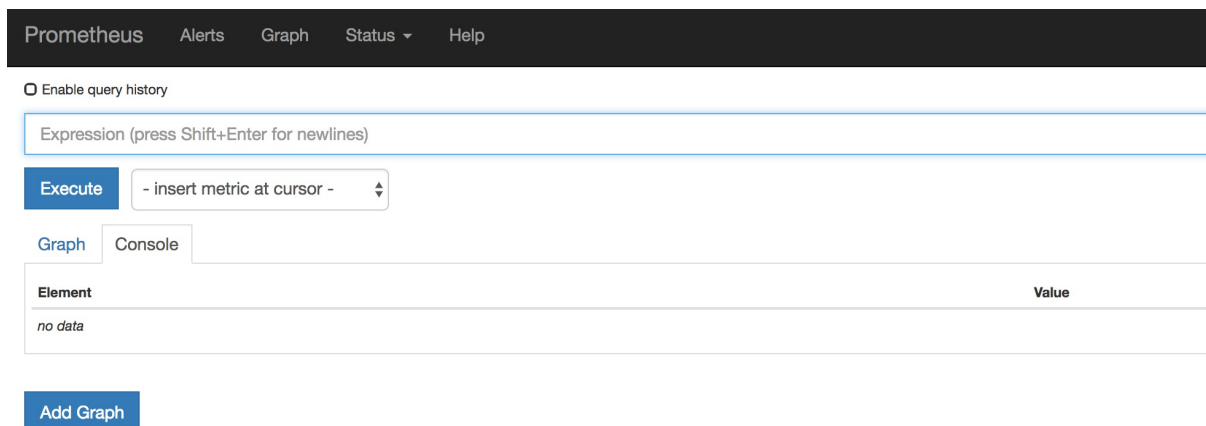 Prometheus Alerts Graph Status Help
Enable query history
Expression (press Shift+Enter for newlines)
Execute - insert metric at cursor -
Graph Console
Element Value
no data
Add Graph